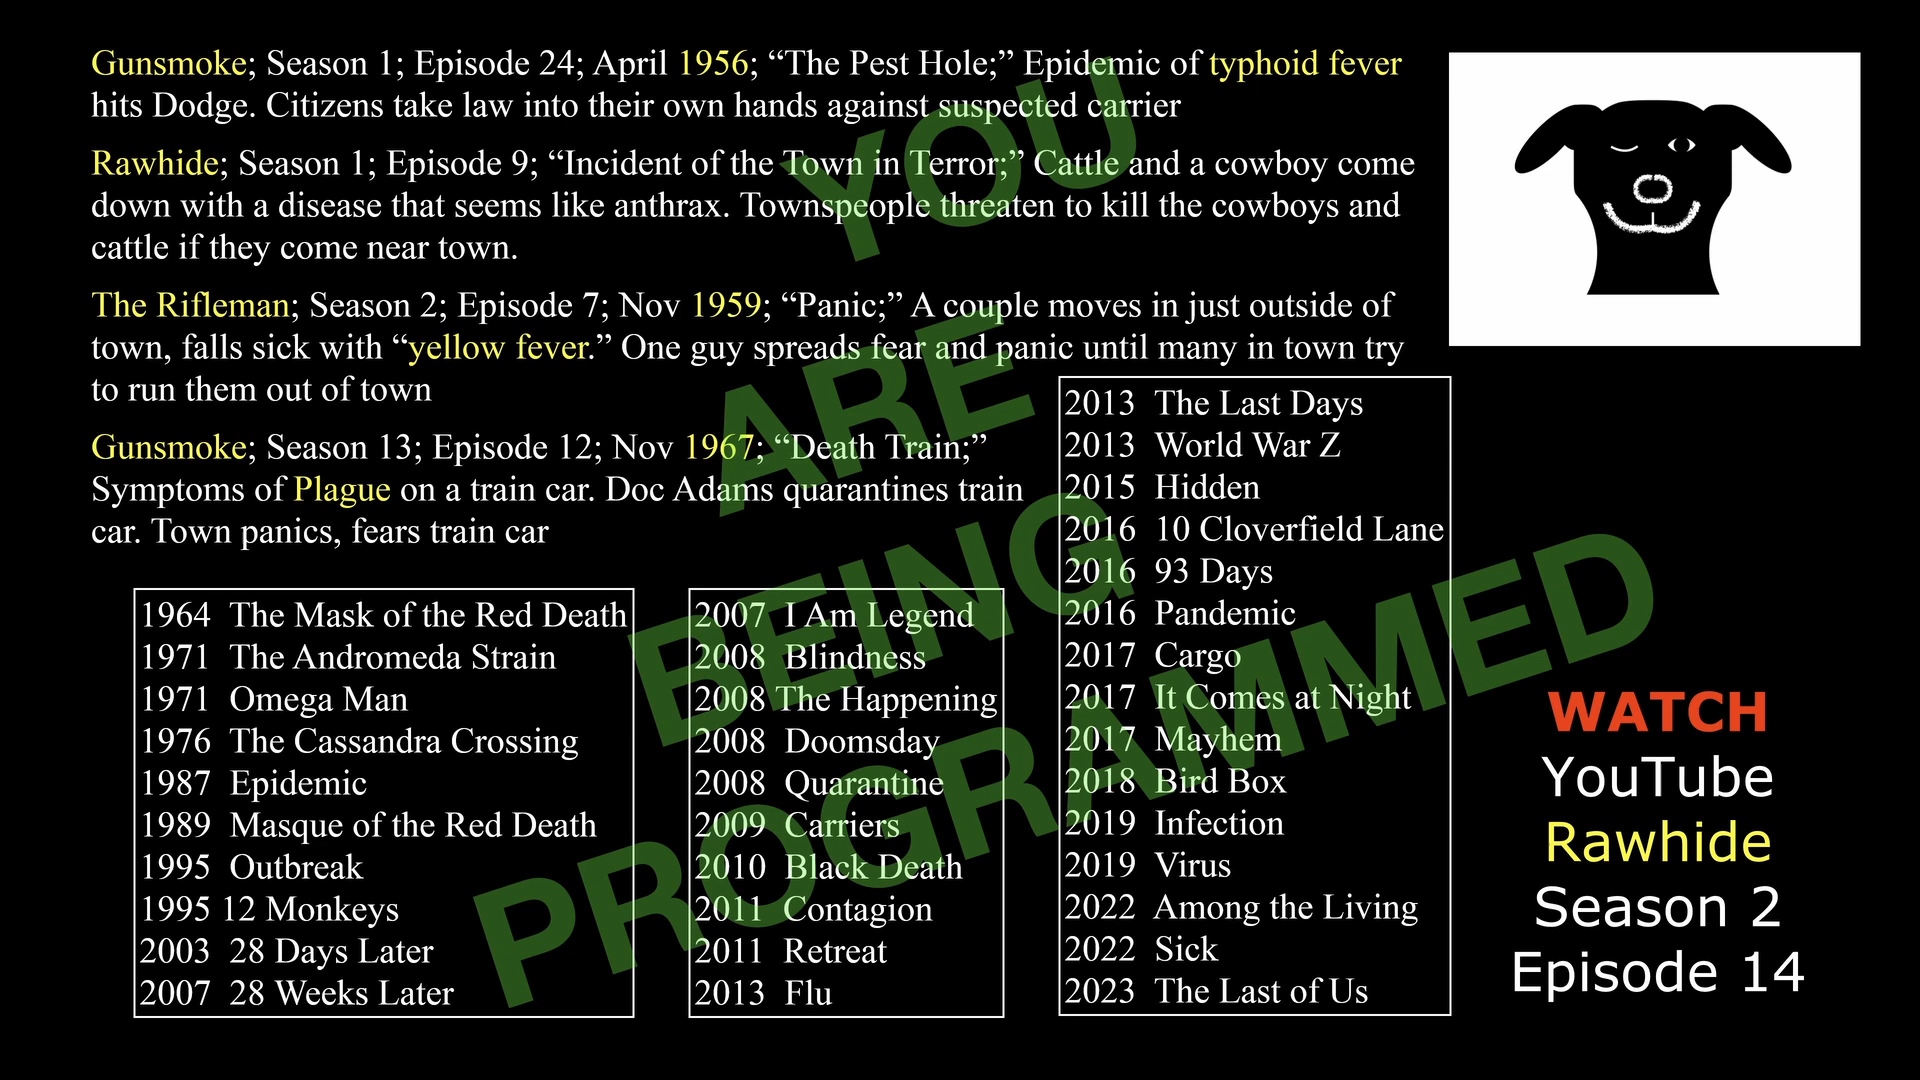 Gunsmoke; Season 1; Episode 24; April 1956; “The Pest Hole;” Epidemic of typhoid fever
hits Dodge. Citizens take law into their own hands against suspected carrier
Rawhide; Season 1; Episode 9; “Incident of the Town in Terror;” Cattle and a cowboy come
down with a disease that seems like anthrax. Townspeople threaten to kill the cowboys and
cattle if they come near town.
The Rifleman; Season 2; Episode 7; Nov 1959; “Panic;” A couple moves in just outside of
town, falls sick with “yellow fever.” One guy spreads fear and panic until many in town try
to run them out of town
Gunsmoke; Season 13; Episode 12; Nov 1967; “Death Train;”
Symptoms of Plague on a train car. Doc Adams quarantines train
car. Town panics, fears train car
1964 The Mask of the Red Death
1971 The Andromeda Strain
1971 Omega Man
1976 The Cassandra Crossing
1987 Epidemic
1989 Masque of the Red Death
1995 Outbreak
1995 12 Monkeys
2003 28 Days Later
2007 28 Weeks Later
2007 I Am Legend
2008 Blindness
2008 The Happening
2008 Doomsday
2008 Quarantine
2009 Carriers
2010 Black Death
2011 Contagion
2011 Retreat
2013 Flu
2013 The Last Days
2013 World War Z
2015 Hidden
2016 10 Cloverfield Lane
2016 93 Days
2016 Pandemic
2017 Cargo
2017 It Comes at Night
2017 Mayhem
2018 Bird Box
2019 Infection
2019 Virus
2022 Among the Living
2022 Sick
2023 The Last of Us
YOU
ARE
BEING
PROGRAMMED
WATCH
YouTube
Rawhide
Season 2
Episode 14